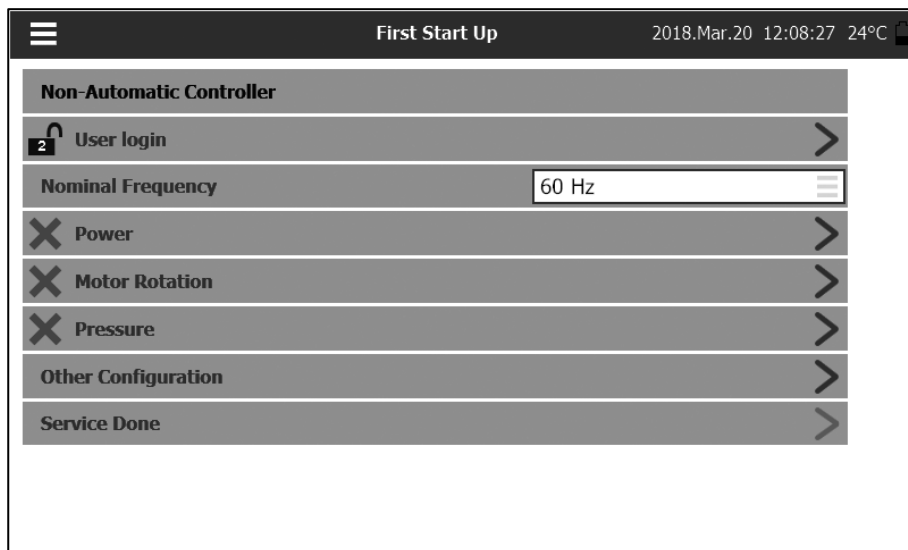 First Start Up 2018.Mar.20 12:08:27 24°C
Non-Automatic Controller
2 User login
Nominal Frequency 60 Hz
Power
Motor Rotation
Pressure
Other Configuration
Service Done